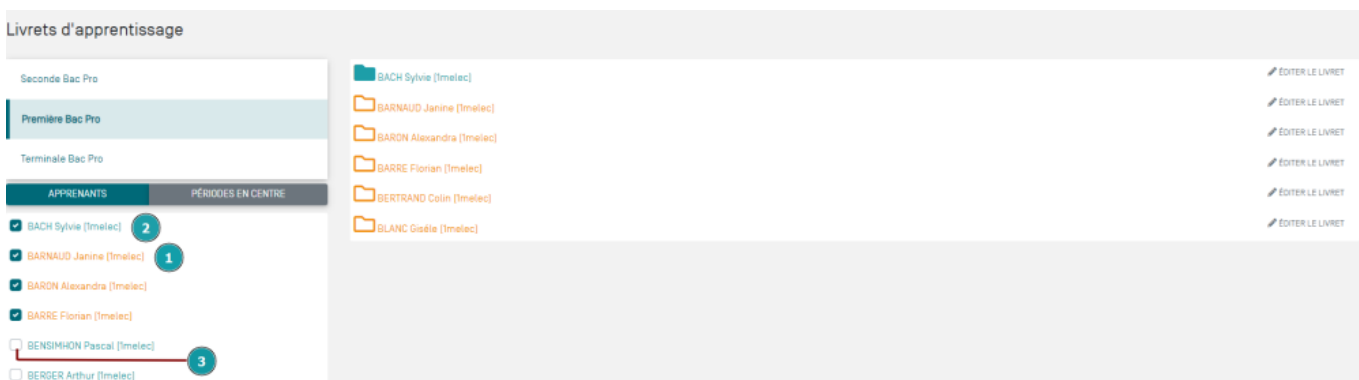 Livrets d'apprentissage
Seconde Bac Pro
Première Bac Pro
Terminale Bac Pro
APPRENANTS PÉRIODES EN CENTRE
BACH Sylvie [1melec] 2
BARNAUD Janine [1melec] 1
BARON Alexandra [1melec]
BARRE Florian [1melec]
BENSIMHON Pascal [1melec]
3
BERGER Arthur [1melec]
BACH Sylvie [1melec] ÉDITER LE LIVRET
BARNAUD Janine [1melec] ÉDITER LE LIVRET
BARON Alexandra [1melec] ÉDITER LE LIVRET
BARRE Florian [1melec] ÉDITER LE LIVRET
BERTRAND Colin [1melec] ÉDITER LE LIVRET
BLANC Gisèle [1melec] ÉDITER LE LIVRET